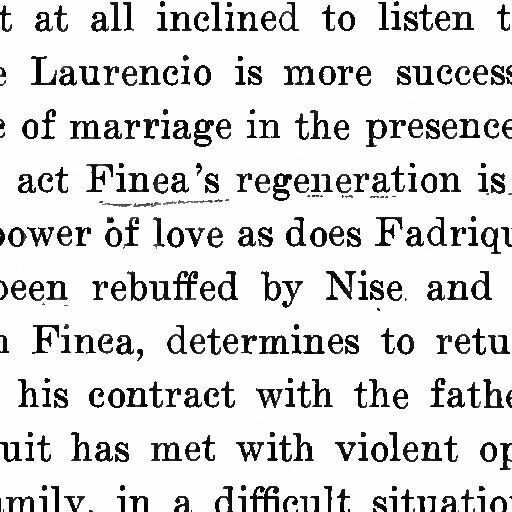 t at all inclined to listen t
e Laurencio is more success
of marriage in the presence
act Finea's regeneration is
power of love as does Fadriqu
been rebuffed by Nise and
n Finea, determines to retu
his contract with the fathe
uit has met with violent op
amily, in a difficult situation